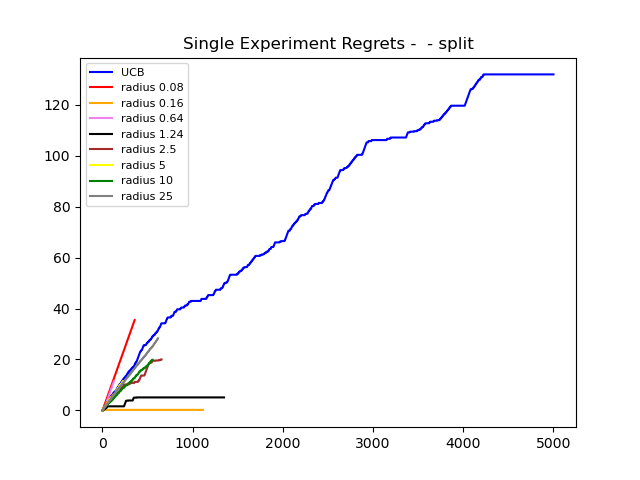 Single Experiment Regrets -  - split
UCB
radius 0.08
radius 0.16
radius 0.64
radius 1.24
radius 2.5
radius 5
radius 10
radius 25
120
100
80
60
40
20
0
0 1000 2000 3000 4000 5000